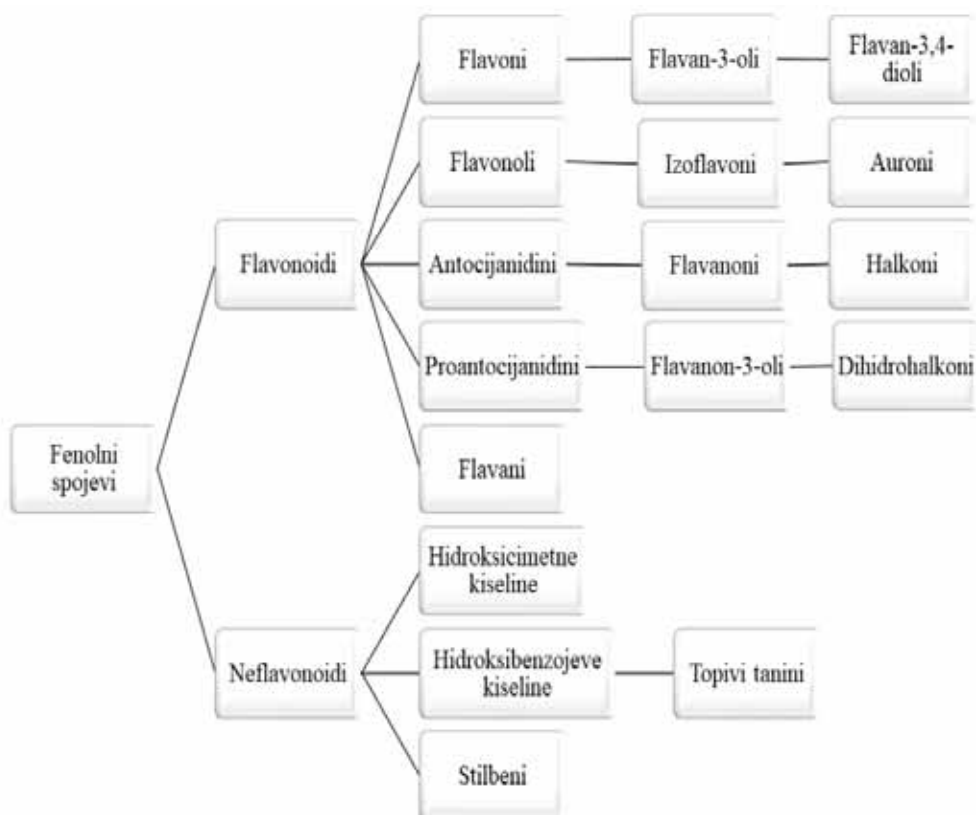 Flavoni
Flavan-3-oli
Flavan-3,4-
dioli
Flavonoli
Izoflavoni
Auroni
Flavonoidi
Antocijanidini
Flavanoni
Halkoni
Proantocijanidini
Flavanon-3-oli
Dihidrohalkoni
Fenolni
spojevi
Flavani
Hidroksicimetne
kiseline
Neflavonoidi
Hidroksibenzojeve
kiseline
Topivi tanini
Stilbeni